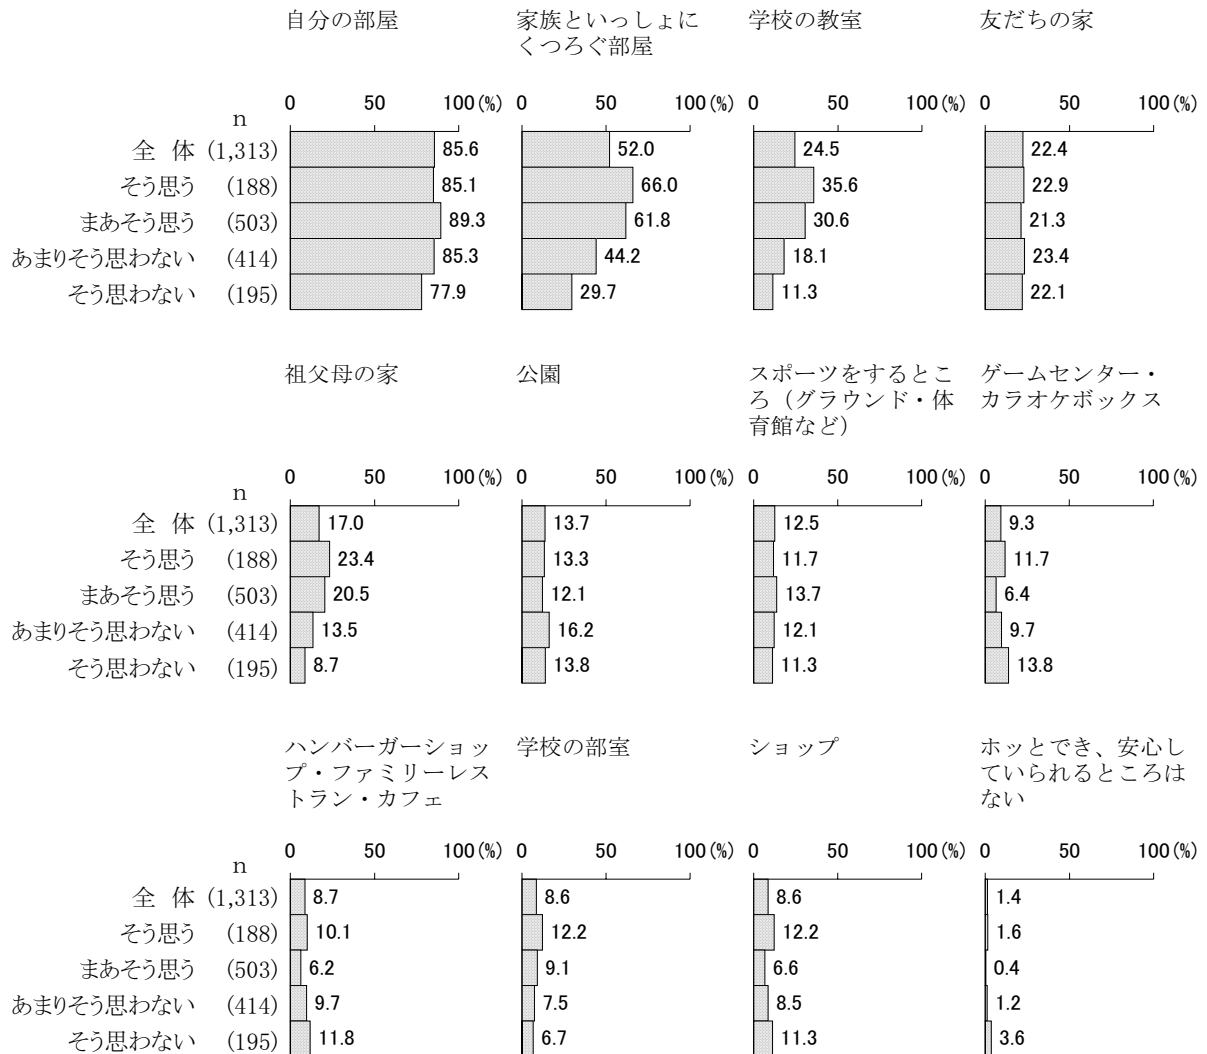 自分の部屋 家族といっしょに 学校の教室 友だちの家
くつろぐ部屋
0 50 100(%) 0 50 100(%) 0 50 100(%) 0 50 100(%)
n
全 体 (1,313) 85.6 52.0 24.5 22.4
そう思う (188) 85.1 66.0 35.6 22.9
まあそう思う (503) 89.3 61.8 30.6 21.3
あまりそう思わない (414) 85.3 44.2 18.1 23.4
そう思わない (195) 77.9 29.7 11.3 22.1
祖父母の家 公園 スポーツをするとこ ゲームセンター・
ろ（グラウンド・体 カラオケボックス
育館など）
0 50 100(%) 0 50 100(%) 0 50 100(%) 0 50 100(%)
n
全 体 (1,313) 17.0 13.7 12.5 9.3
そう思う (188) 23.4 13.3 11.7 11.7
まあそう思う (503) 20.5 12.1 13.7 6.4
あまりそう思わない (414) 13.5 16.2 12.1 9.7
そう思わない (195) 8.7 13.8 11.3 13.8
ハンバーガーショッ 学校の部室 ショップ ホッとでき、安心し
プ・ファミリーレス ていられるところは
トラン・カフェ ない
0 50 100(%) 0 50 100(%) 0 50 100(%) 0 50 100(%)
n
全 体 (1,313) 8.7 8.6 8.6 1.4
そう思う (188) 10.1 12.2 12.2 1.6
まあそう思う (503) 6.2 9.1 6.6 0.4
あまりそう思わない (414) 9.7 7.5 8.5 1.2
そう思わない (195) 11.8 6.7 11.3 3.6